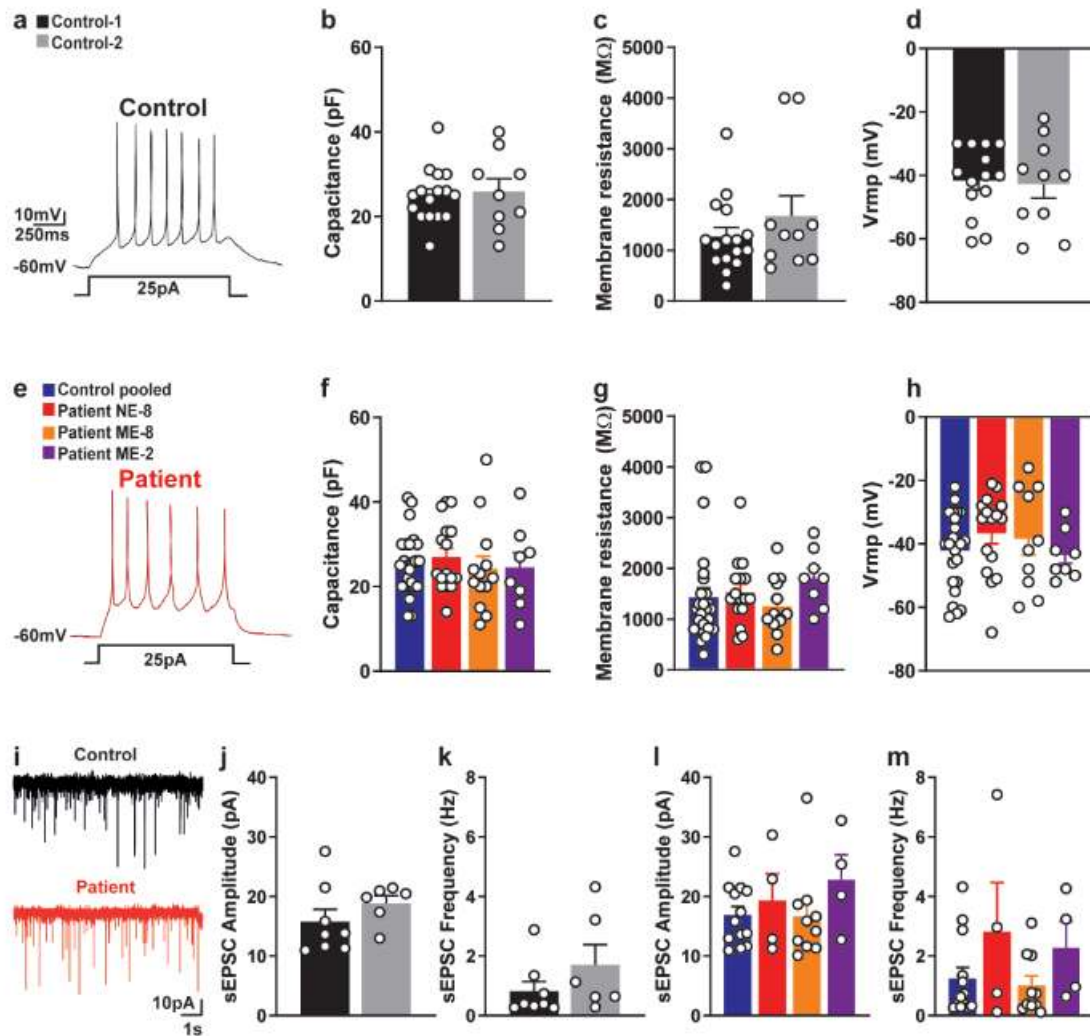 a
Control-1
Control-2
Control
10mV
250ms
-60mV
25pA
b
Capacitance (pF)
60
40
20
0
c
Membrane resistance (MΩ)
5000
4000
3000
2000
1000
0
d
Vrmp (mV)
0
-20
-40
-60
-80
e
Control pooled
Patient NE-8
Patient ME-8
Patient ME-2
Patient
-60mV
25pA
f
Capacitance (pF)
60
40
20
0
g
Membrane resistance (MΩ)
5000
4000
3000
2000
1000
0
h
Vrmp (mV)
0
-20
-40
-60
-80
i
Control
Patient
10pA
1s
j
sEPSC Amplitude (pA)
40
30
20
10
0
k
sEPSC Frequency (Hz)
8
6
4
2
0
l
sEPSC Amplitude (pA)
40
30
20
10
0
m
sEPSC Frequency (Hz)
8
6
4
2
0